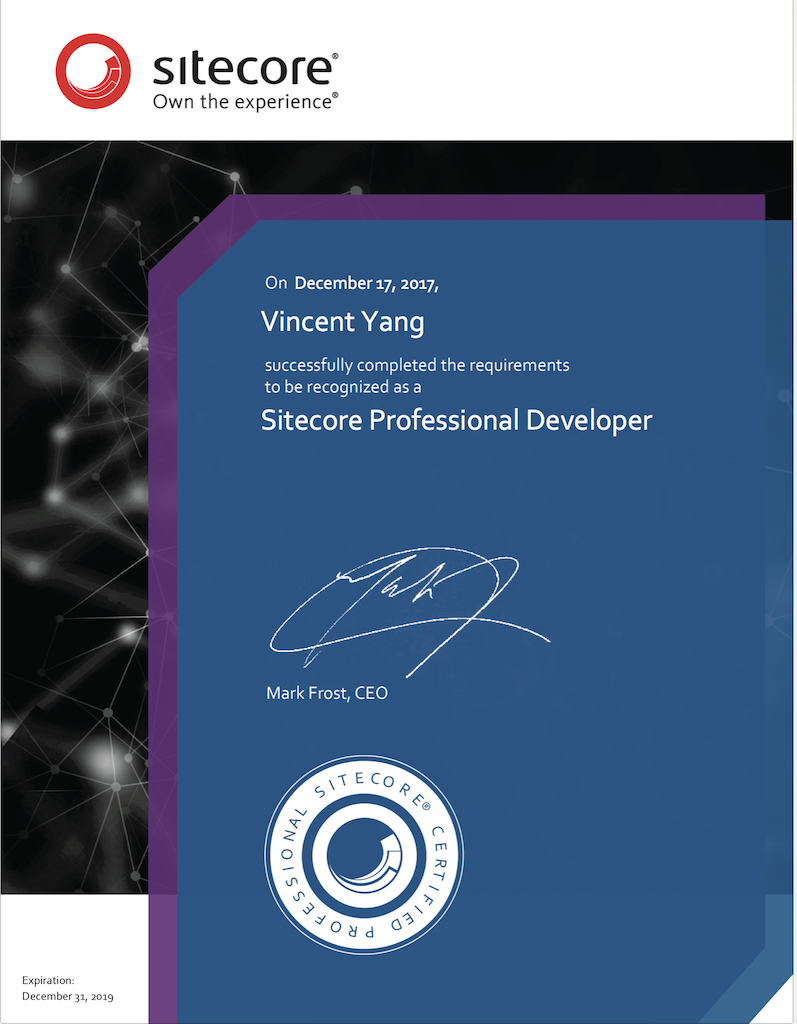 sitecore®
Own the experience®
On December 17, 2017,
Vincent Yang
successfully completed the requirements
to be recognized as a
Sitecore Professional Developer
Mark Frost, CEO
SITECORE® CERTIFIED PROFESSIONAL
Expiration:
December 31, 2019